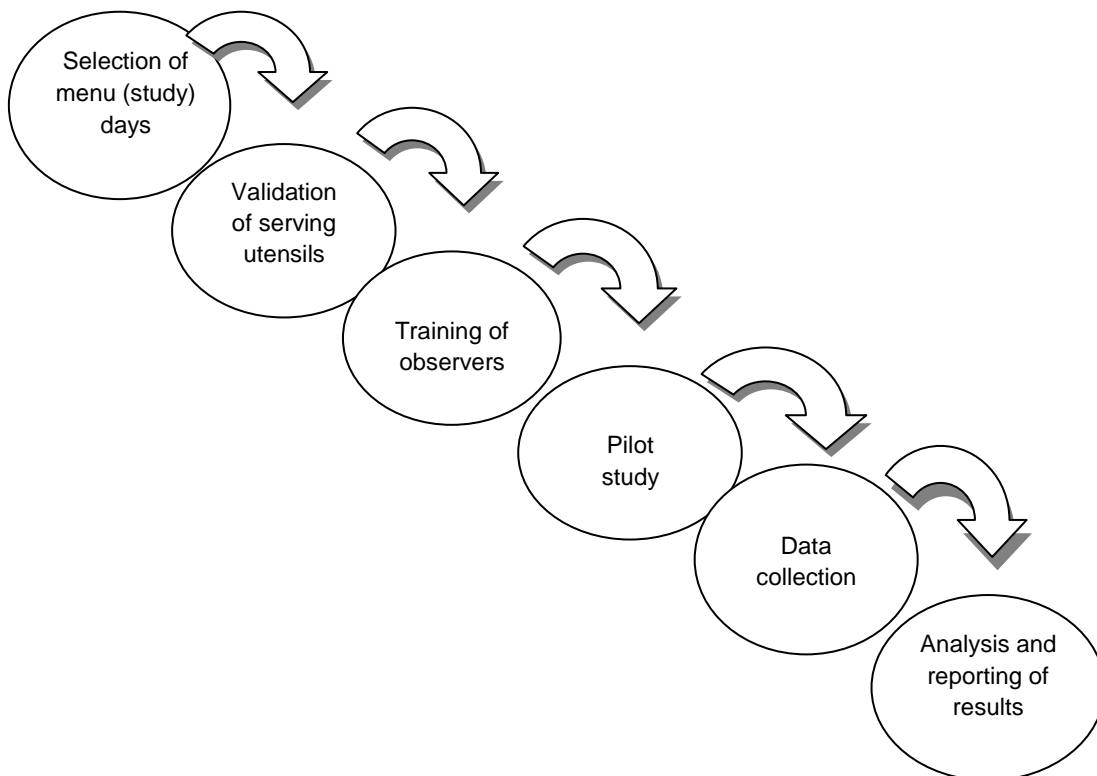 Selection of
menu (study)
days
Validation
of serving
utensils
Training of
observers
Pilot
study
Data
collection
Analysis and
reporting of
results